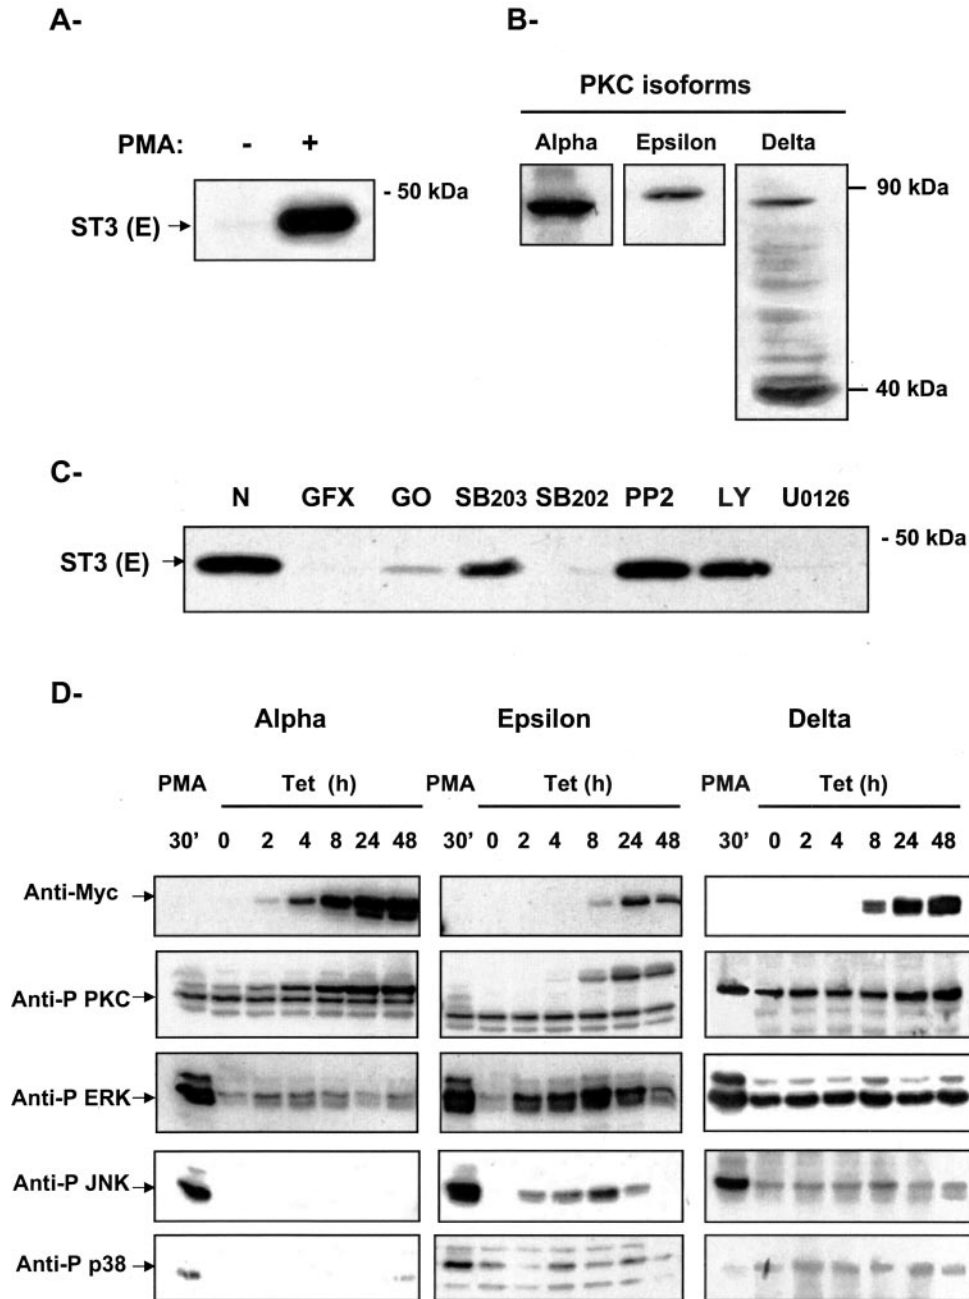 A-
PMA: - +
- 50 kDa
ST3 (E)
B-
PKC isoforms
Alpha Epsilon Delta
90 kDa
40 kDa
C-
N GFX GO SB203 SB202 PP2 LY U0126
- 50 kDa
ST3 (E)
D-
Alpha Epsilon Delta
PMA Tet (h) PMA Tet (h) PMA Tet (h)
30' 0 2 4 8 24 48 30' 0 2 4 8 24 48 30' 0 2 4 8 24 48
Anti-Myc
Anti-P PKC
Anti-P ERK
Anti-P JNK
Anti-P p38